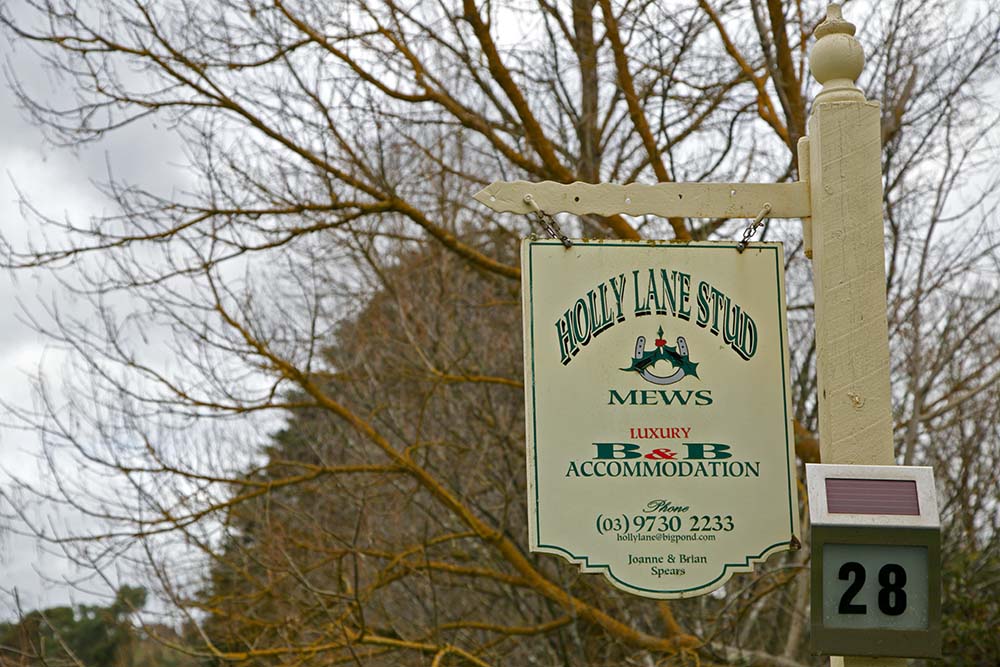 HOLLY LANE STUD
MEWS
LUXURY
B&B
ACCOMMODATION
Phone
(03) 9730 2233
hollylane@bigpond.com
Joanne & Brian
Spears
28